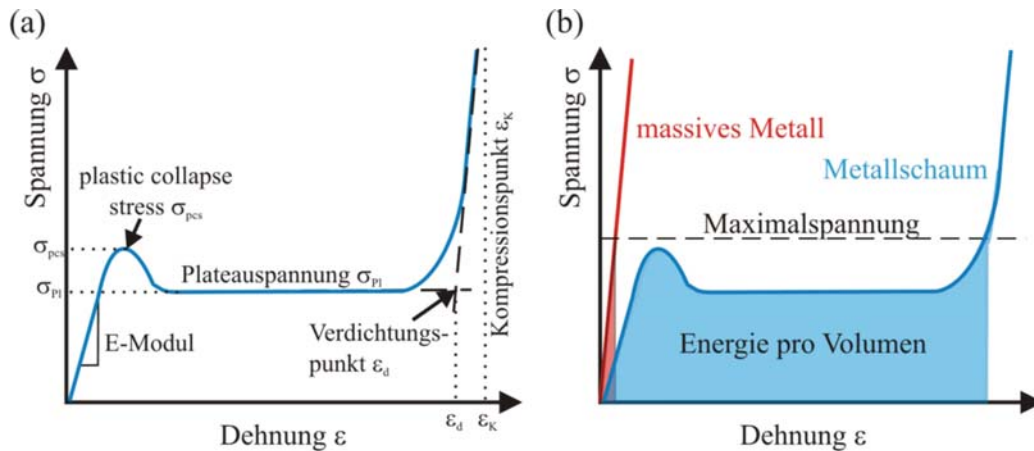 (a)
Spannung σ
plastic collapse
stress σpcs
σpcs
Plateauspannung σPl
σPl
E-Modul
Verdichtungs-
punkt εd
Kompressionspunkt εK
εd
εK
Dehnung ε
(b)
Spannung σ
massives Metall
Metallschaum
Maximalspannung
Energie pro Volumen
Dehnung ε